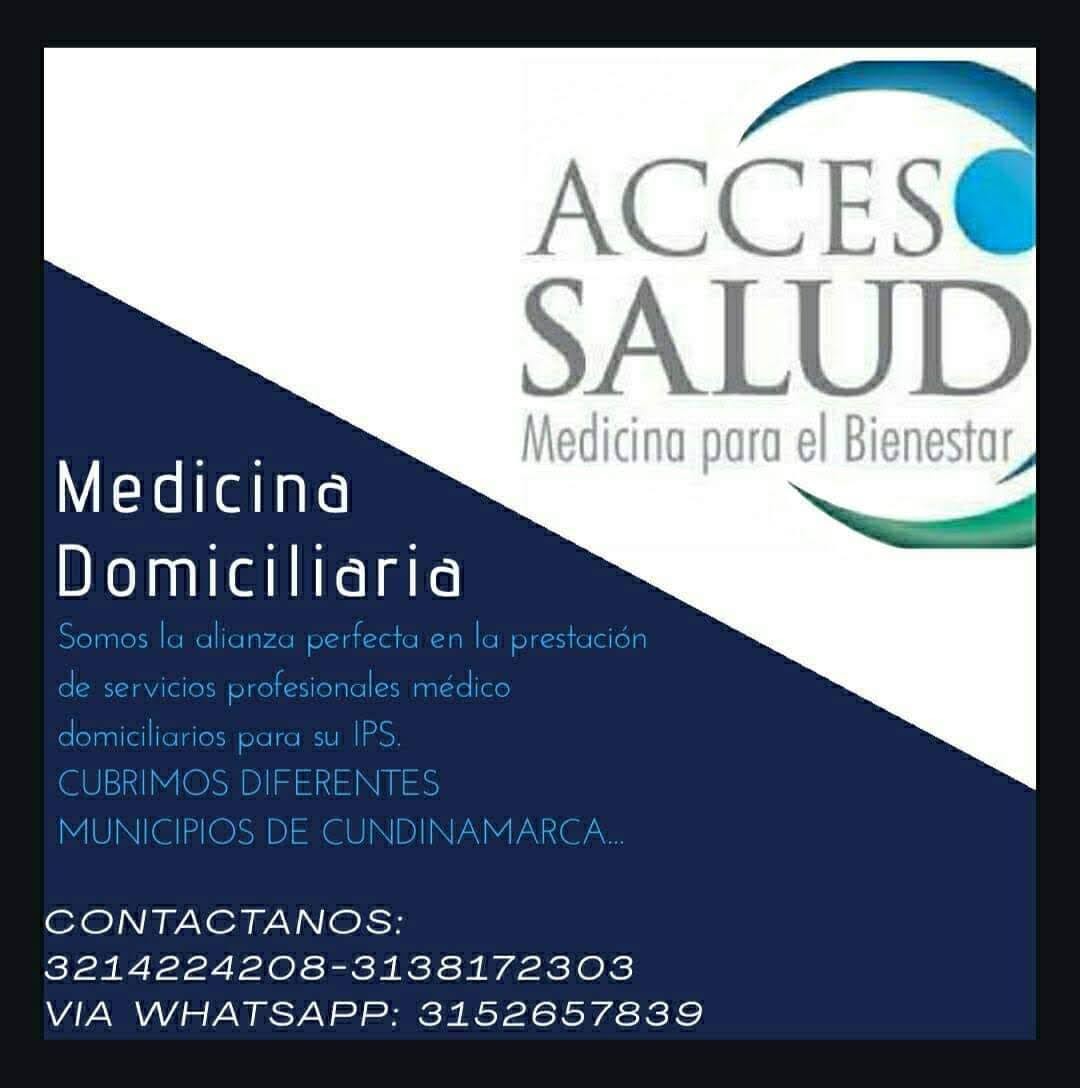 ACCESO
SALUD
Medicina para el Bienestar
Medicina
Domiciliaria
Somos la alianza perfecta en la prestación
de servicios profesionales médico
domiciliarios para su IPS.
CUBRIMOS DIFERENTES
MUNICIPIOS DE CUNDINAMARCA...
CONTACTANOS:
3214224208-3138172303
VIA WHATSAPP: 3152657839